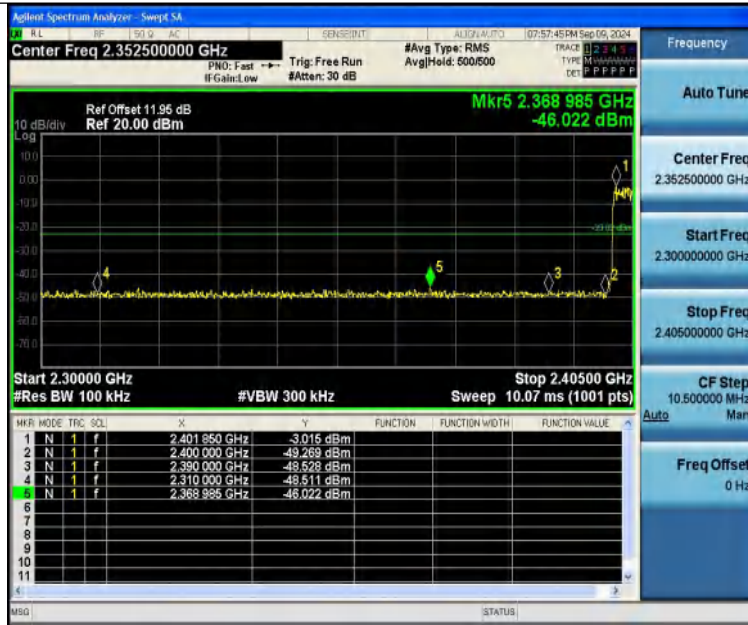 Agilent Spectrum Analyzer - Swept SA
RL RF 50 Ω AC SENSE:INT ALIGN AUTO 07:57:45 PM Sep 09, 2024
Center Freq 2.352500000 GHz
PNO: Fast
IFGain:Low
Trig: Free Run
#Atten: 30 dB
#Avg Type: RMS
Avg|Hold: 500/500
TRACE 1 2 3 4 5
TYPE M
DET P P P P P P
Ref Offset 11.95 dB
10 dB/div Ref 20.00 dBm
Log
Mkr5 2.368 985 GHz
-46.022 dBm
10.0
0.00
-10.0
-20.0
-30.0
-40.0
-50.0
-60.0
-70.0
1
4
5
3
2
Start 2.30000 GHz Stop 2.40500 GHz
#Res BW 100 kHz #VBW 300 kHz Sweep 10.07 ms (1001 pts)
MKR MODE TRC SCL X Y FUNCTION FUNCTION WIDTH FUNCTION VALUE
1 N 1 f 2.401 850 GHz -3.015 dBm
2 N 1 f 2.400 000 GHz -49.269 dBm
3 N 1 f 2.390 000 GHz -48.528 dBm
4 N 1 f 2.310 000 GHz -48.511 dBm
5 N 1 f 2.368 985 GHz -46.022 dBm
6
7
8
9
10
11
MSG STATUS
Frequency
Auto Tune
Center Freq
2.352500000 GHz
Start Freq
2.300000000 GHz
Stop Freq
2.405000000 GHz
CF Step
10.500000 MHz
Auto Man
Freq Offset
0 Hz